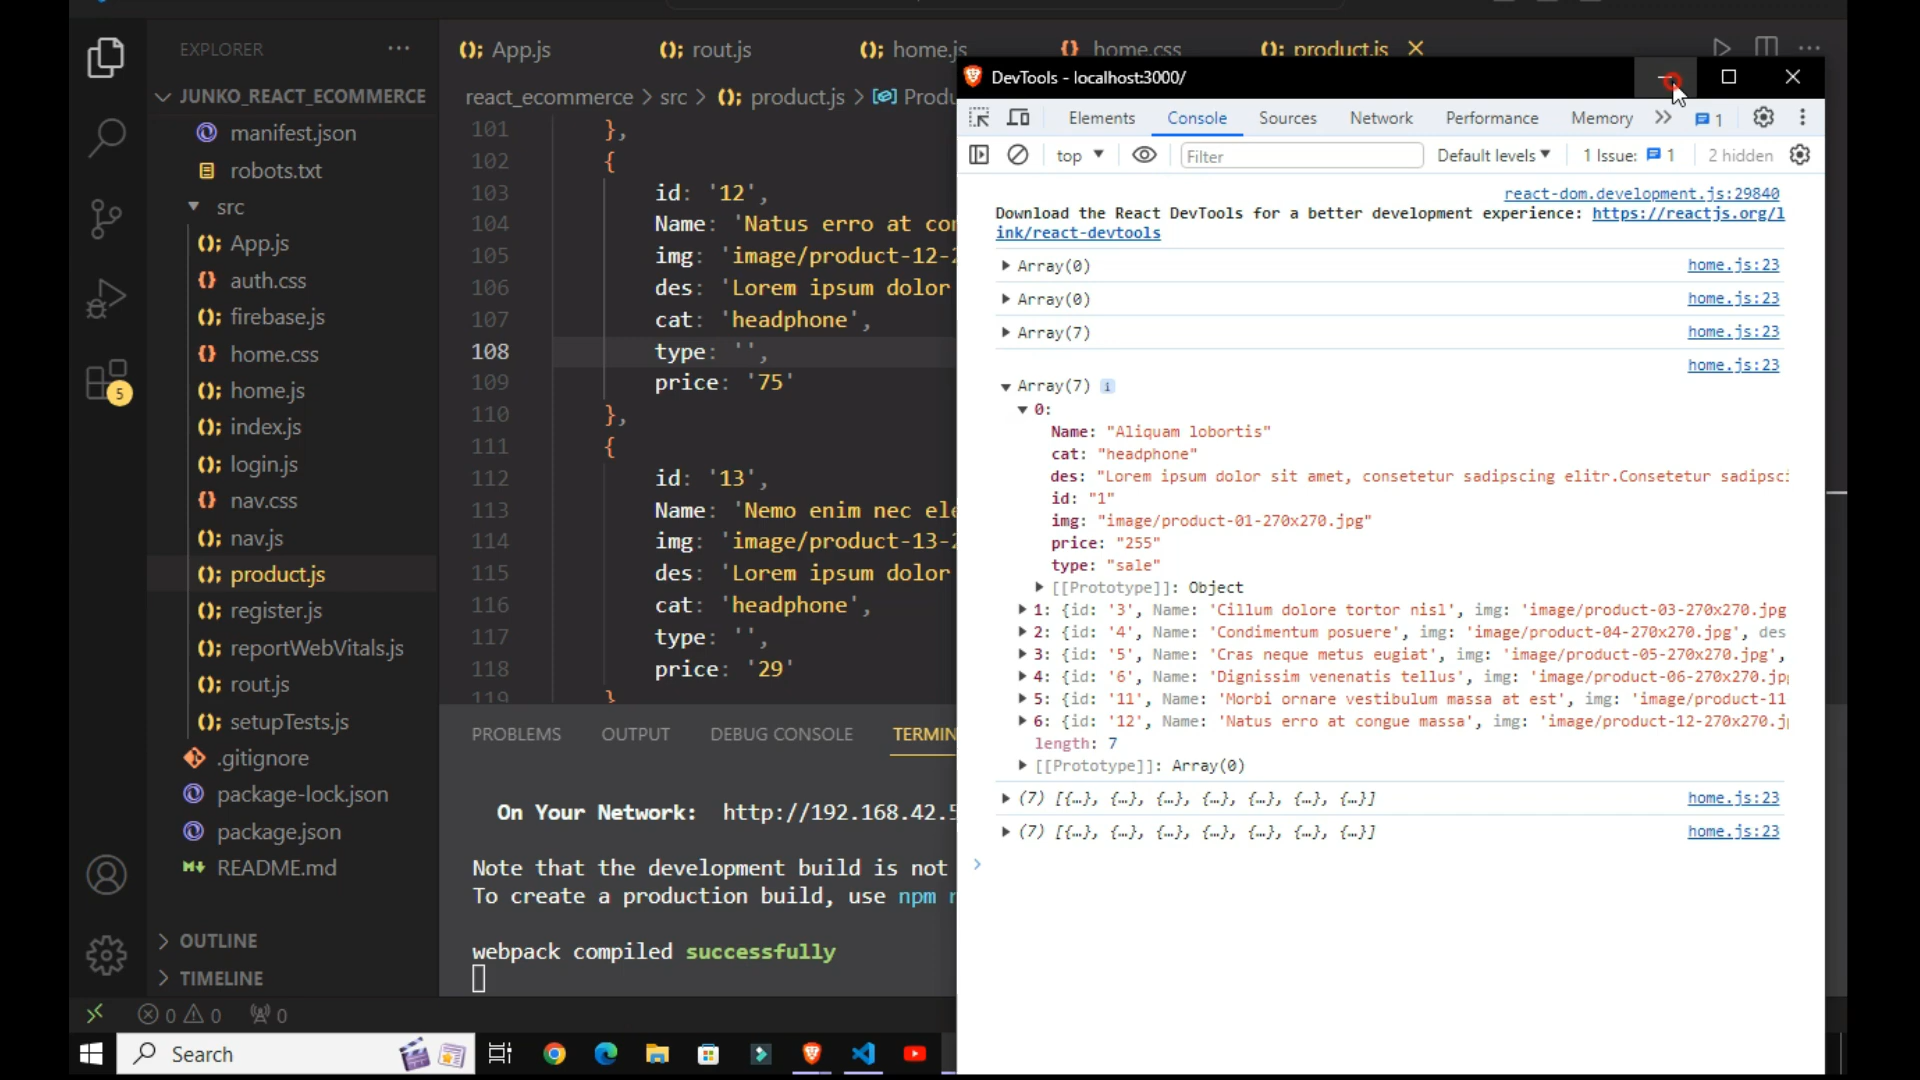 EXPLORER
JUNKO_REACT_ECOMMERCE
manifest.json
robots.txt
src
App.js
auth.css
firebase.js
home.css
home.js
index.js
login.js
nav.css
nav.js
product.js
register.js
reportWebVitals.js
rout.js
setupTests.js
.gitignore
package-lock.json
package.json
README.md
OUTLINE
TIMELINE
5
App.js
rout.js
home.js
home.css
product.js
react_ecommerce > src > product.js >
101 },
102 {
103 id: '12',
104 Name: 'Natus erro at
105 img: 'image/product-12-
106 des: 'Lorem ipsum dolor
107 cat: 'headphone',
108 type: '',
109 price: '75'
110 },
111 {
112 id: '13',
113 Name: 'Nemo enim nec
114 img: 'image/product-13-
115 des: 'Lorem ipsum dolor
116 cat: 'headphone',
117 type: '',
118 price: '29'
119 }
PROBLEMS
OUTPUT
DEBUG CONSOLE
TERMIN
On Your Network: http://192.168.42.5
Note that the development build is not
To create a production build, use npm
webpack compiled successfully
0 0 0
Search
DevTools - localhost:3000/
Elements Console Sources Network Performance Memory 1
top Filter Default levels 1 Issue: 1 2 hidden
react-dom.development.js:29840
Download the React DevTools for a better development experience: https://reactjs.org/l
ink/react-devtools
Array(0) home.js:23
Array(0) home.js:23
Array(7) home.js:23
home.js:23
Array(7) i
0:
Name: "Aliquam lobortis"
cat: "headphone"
des: "Lorem ipsum dolor sit amet, consetetur sadipscing elitr.Consetetur sadipsc
id: "1"
img: "image/product-01-270x270.jpg"
price: "255"
type: "sale"
[[Prototype]]: Object
1: {id: '3', Name: 'Cillum dolore tortor nisl', img: 'image/product-03-270x270.jpg
2: {id: '4', Name: 'Condimentum posuere', img: 'image/product-04-270x270.jpg', des
3: {id: '5', Name: 'Cras neque metus eugiat', img: 'image/product-05-270x270.jpg',
4: {id: '6', Name: 'Dignissim venenatis tellus', img: 'image/product-06-270x270.jp
5: {id: '11', Name: 'Morbi ornare vestibulum massa at est', img: 'image/product-11
6: {id: '12', Name: 'Natus erro at congue massa', img: 'image/product-12-270x270.j
length: 7
[[Prototype]]: Array(0)
(7) [{…}, {…}, {…}, {…}, {…}, {…}, {…}] home.js:23
(7) [{…}, {…}, {…}, {…}, {…}, {…}, {…}] home.js:23